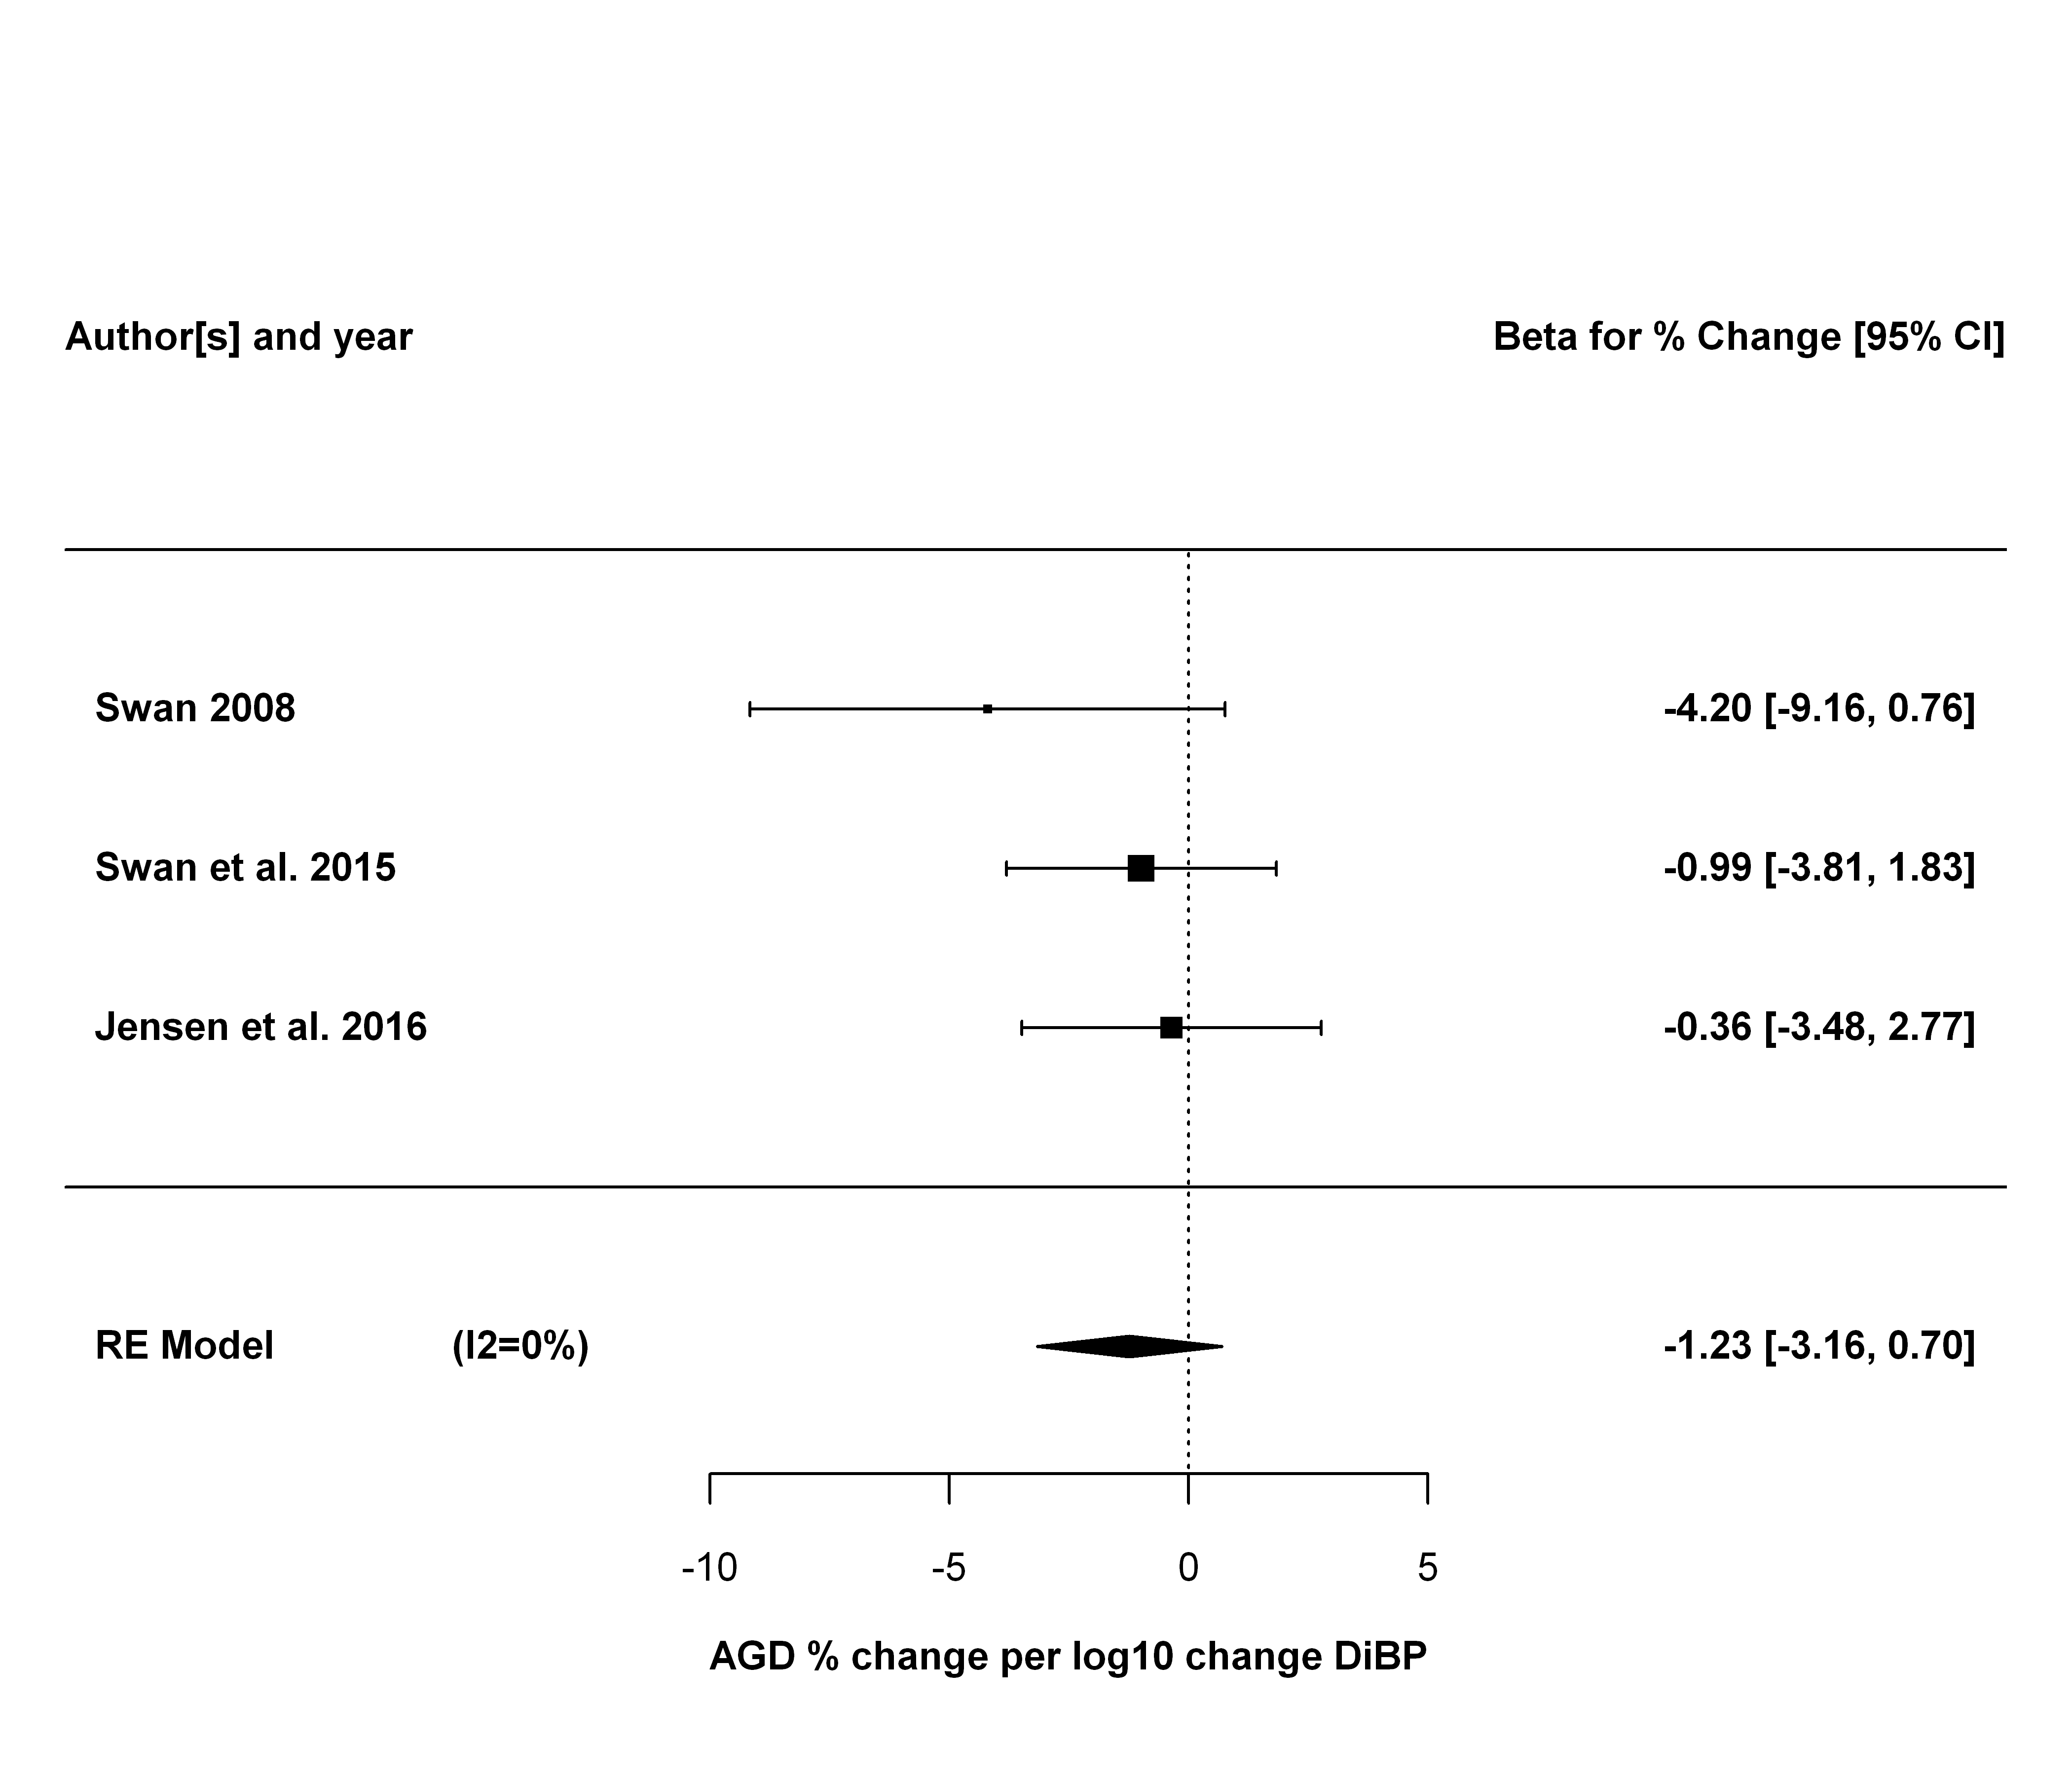 Author[s] and year Beta for % Change [95% CI]
Swan 2008 -4.20 [-9.16, 0.76]
Swan et al. 2015 -0.99 [-3.81, 1.83]
Jensen et al. 2016 -0.36 [-3.48, 2.77]
RE Model (I2=0%) -1.23 [-3.16, 0.70]
-10 -5 0 5
AGD % change per log10 change DiBP